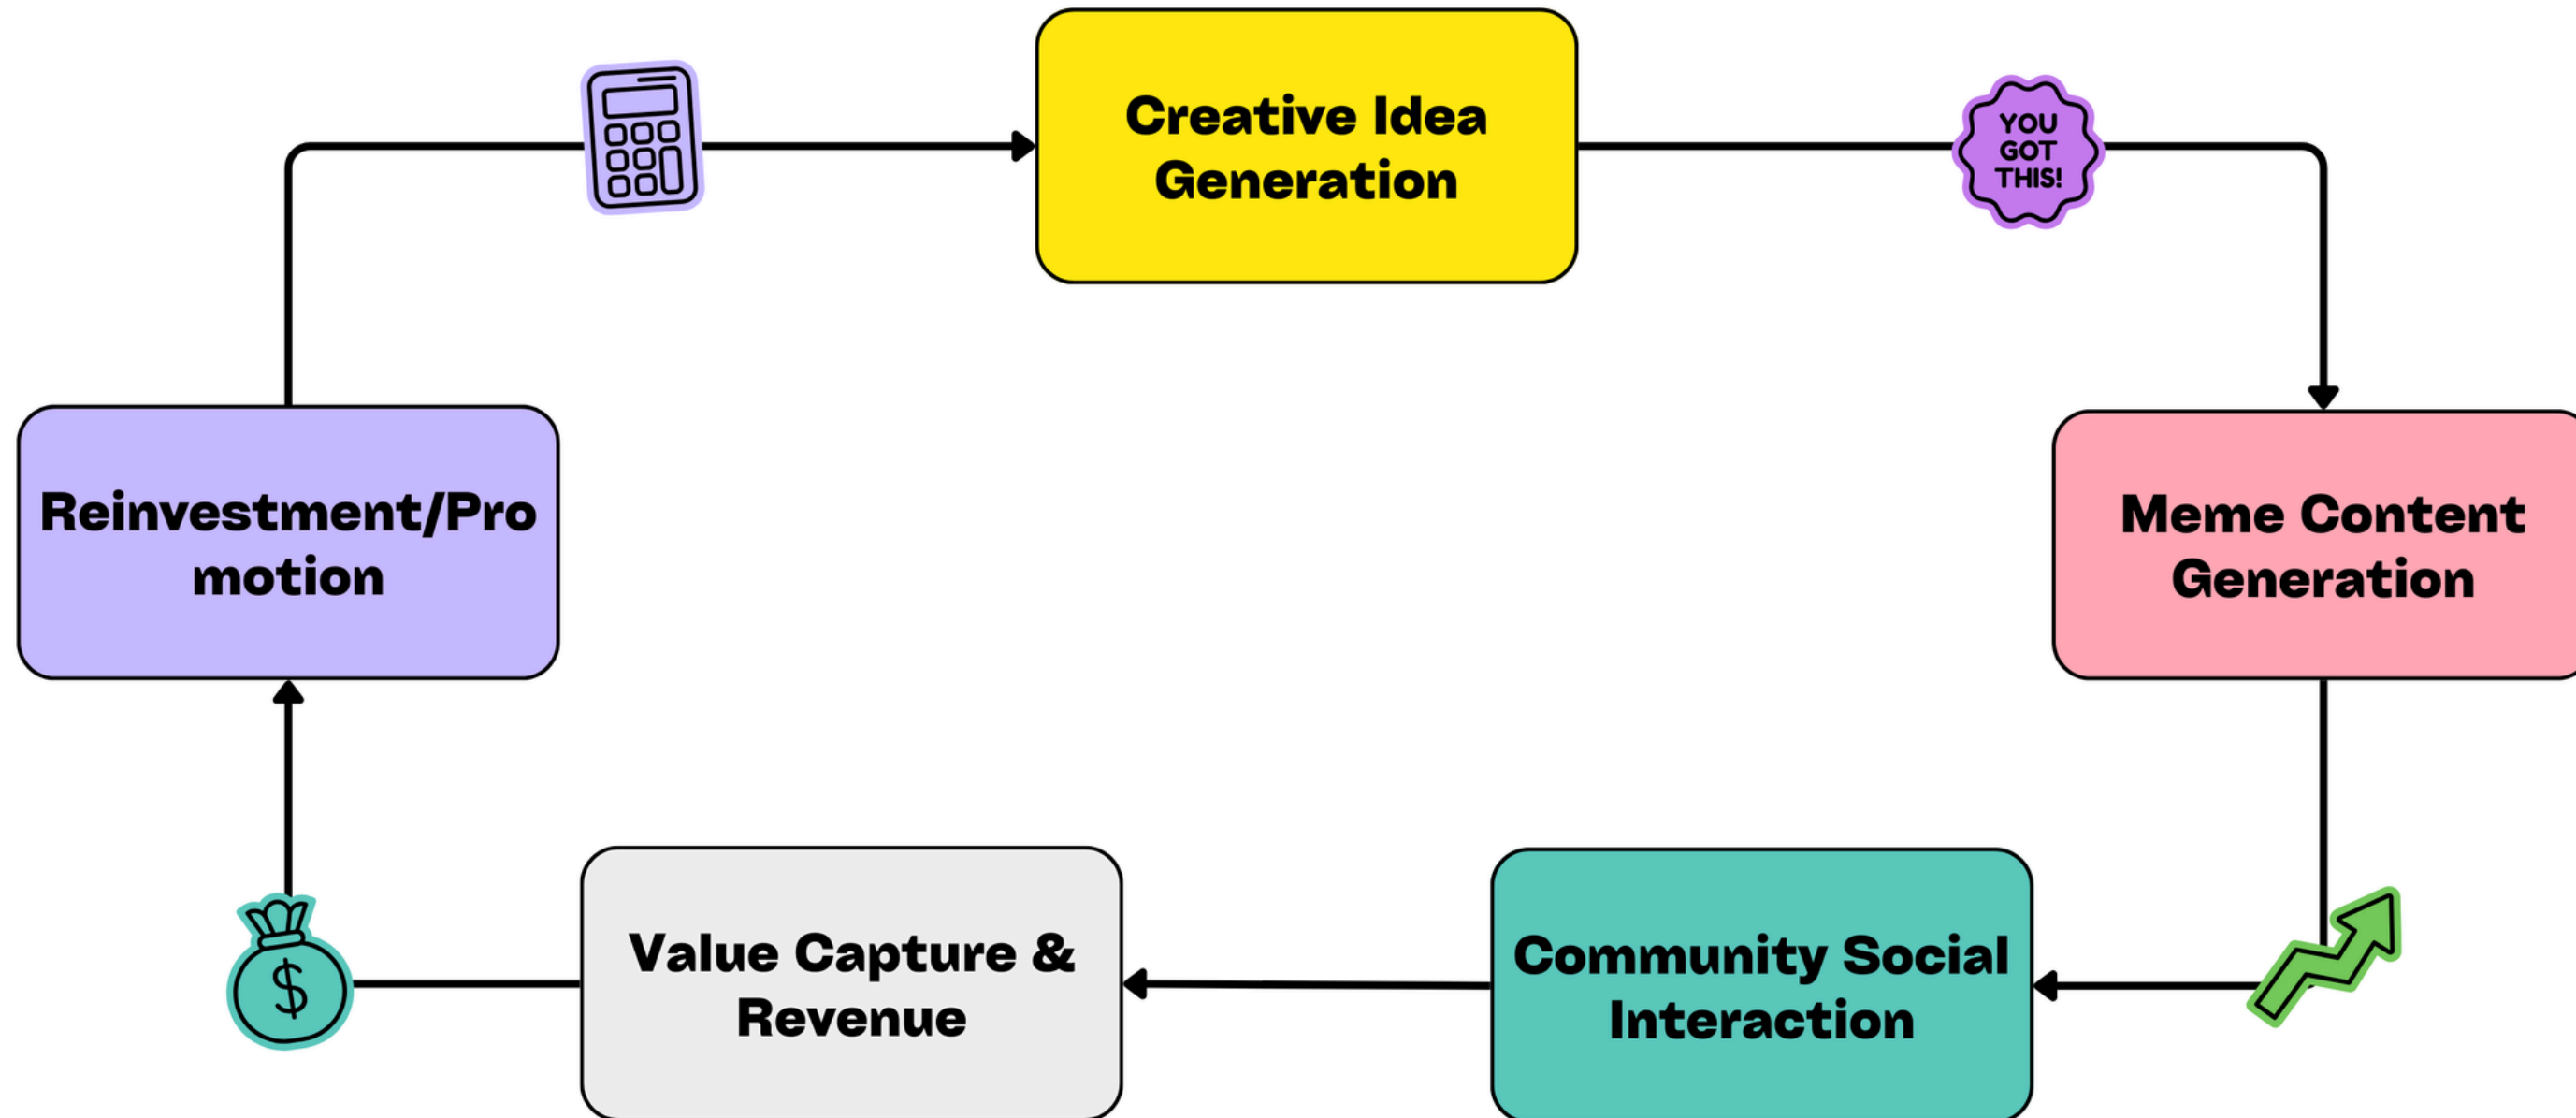 Creative Idea
Generation
YOU
GOT
THIS!
Reinvestment/Pro
motion
Meme Content
Generation
Value Capture &
Revenue
Community Social
Interaction
$